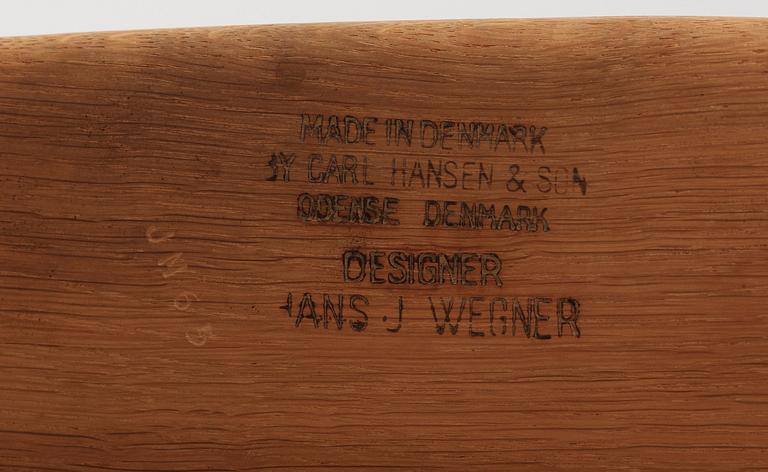 MADE IN DENMARK
BY CARL HANSEN & SON
ODENSE DENMARK
DESIGNER
HANS J WEGNER